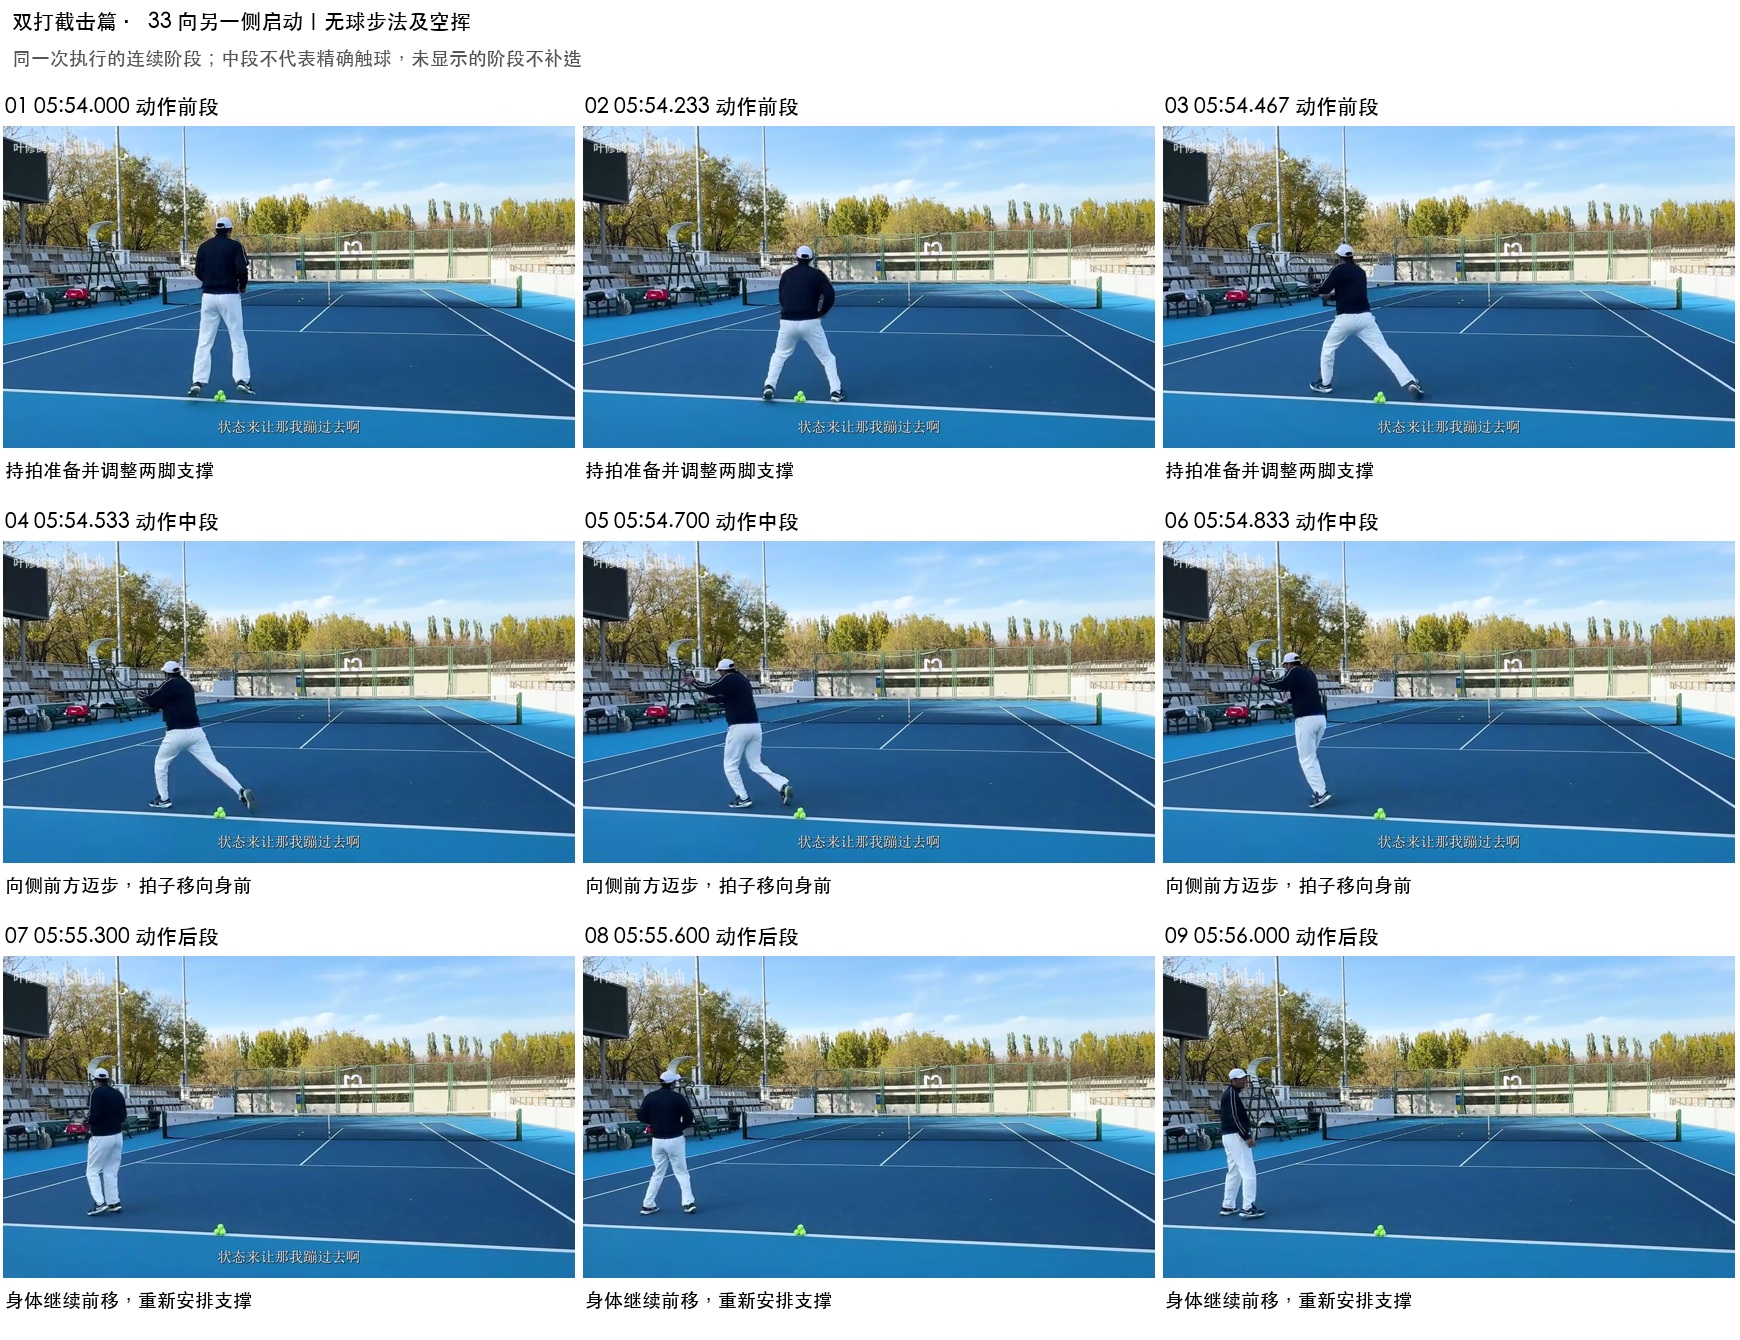 双打截击篇· 33 向另一侧启动丨无球步法及空挥
同一次执行的连续阶段；中段不代表精确触球，未显示的阶段不补造
01 05:54.000 动作前段
02 05:54.233 动作前段
03 05:54.467 动作前段
状态来让那我蹦过去啊
状态来让那我蹦过去啊
状态来让那我蹦过去啊
持拍准备并调整两脚支撑
持拍准备并调整两脚支撑
持拍准备并调整两脚支撑
04 05:54.533 动作中段
05 05:54.700 动作中段
06 05:54.833 动作中段
状态来让那我蹦过去啊
状态来让那我蹦过去啊
状态来让那我蹦过去啊
向侧前方迈步，拍子移向身前
向侧前方迈步，拍子移向身前
向侧前方迈步，拍子移向身前
07 05:55.300 动作后段
08 05:55.600 动作后段
09 05:56.000 动作后段
状态来让那我蹦过去啊
身体继续前移，重新安排支撑
身体继续前移，重新安排支撑
身体继续前移，重新安排支撑